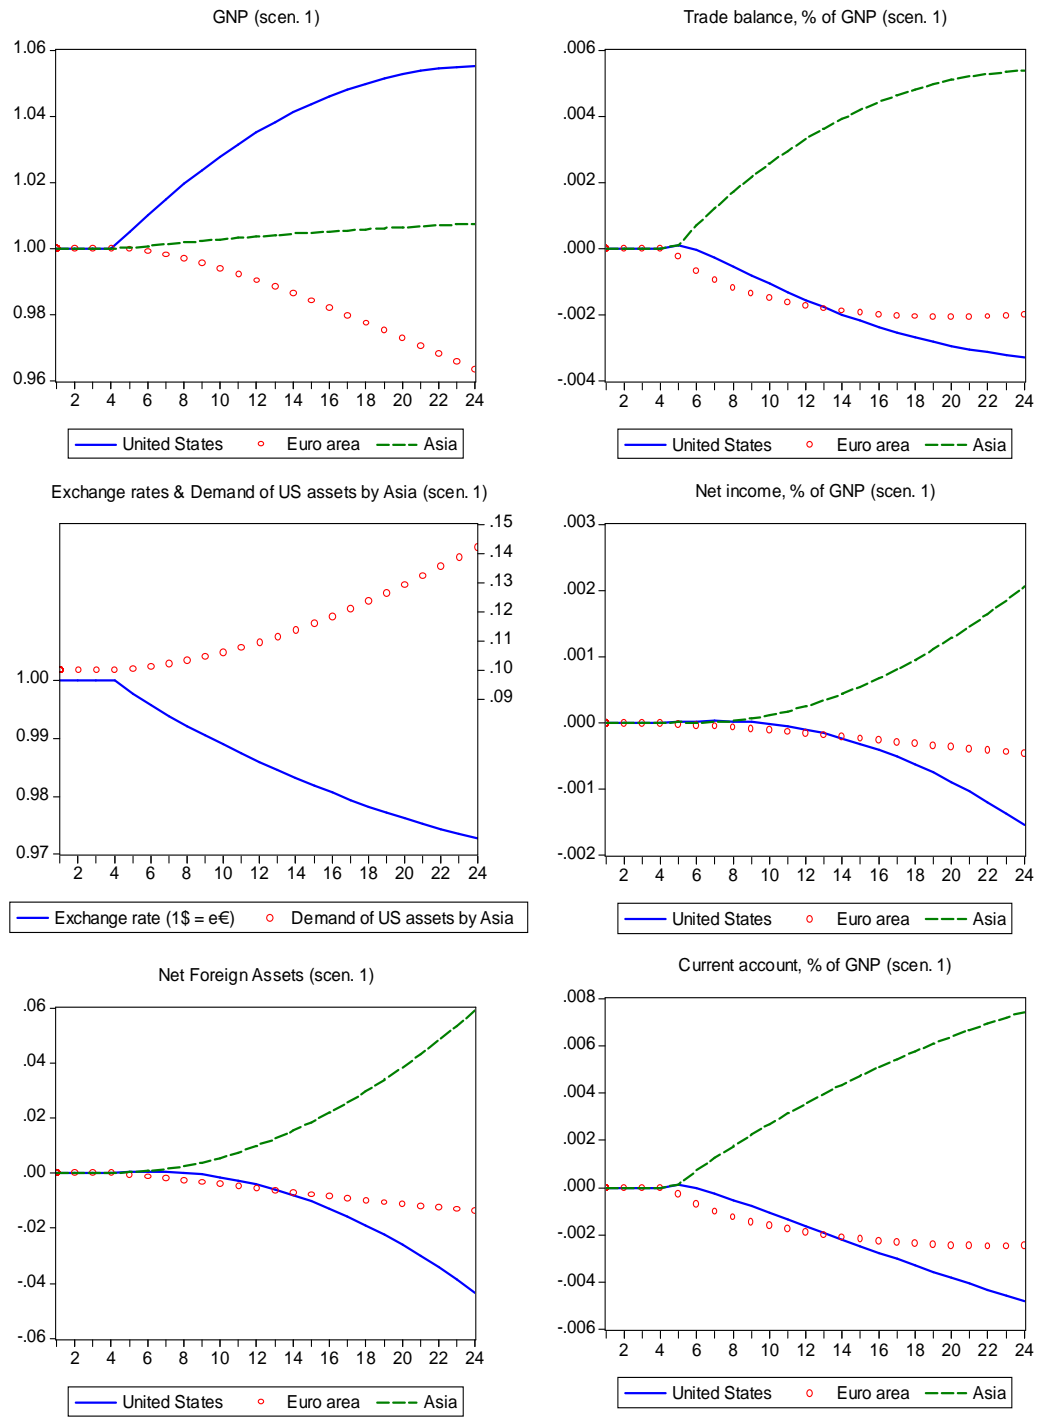 GNP (scen. 1)
1.06
1.04
1.02
1.00
0.98
0.96
2 4 6 8 10 12 14 16 18 20 22 24
United States Euro area Asia
Trade balance, % of GNP (scen. 1)
.006
.004
.002
.000
-.002
-.004
2 4 6 8 10 12 14 16 18 20 22 24
United States Euro area Asia
Exchange rates & Demand of US assets by Asia (scen. 1)
.15
.14
.13
.12
.11
.10
.09
1.00
0.99
0.98
0.97
2 4 6 8 10 12 14 16 18 20 22 24
Exchange rate (1$ = e€) Demand of US assets by Asia
Net income, % of GNP (scen. 1)
.003
.002
.001
.000
-.001
-.002
2 4 6 8 10 12 14 16 18 20 22 24
United States Euro area Asia
Net Foreign Assets (scen. 1)
.06
.04
.02
.00
-.02
-.04
-.06
2 4 6 8 10 12 14 16 18 20 22 24
United States Euro area Asia
Current account, % of GNP (scen. 1)
.008
.006
.004
.002
.000
-.002
-.004
-.006
2 4 6 8 10 12 14 16 18 20 22 24
United States Euro area Asia